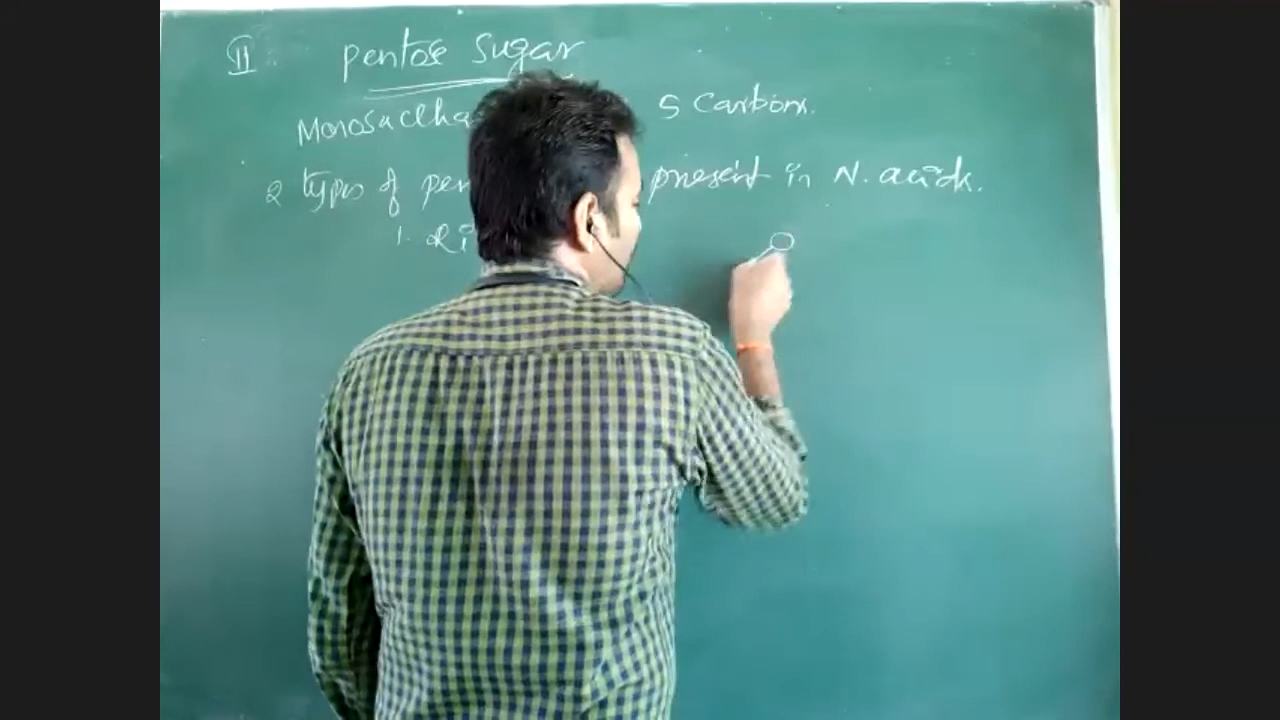 II pentose sugar
Monosaccha 5 Carbons.
2 types of pen present in N. acids.
1. Ri O